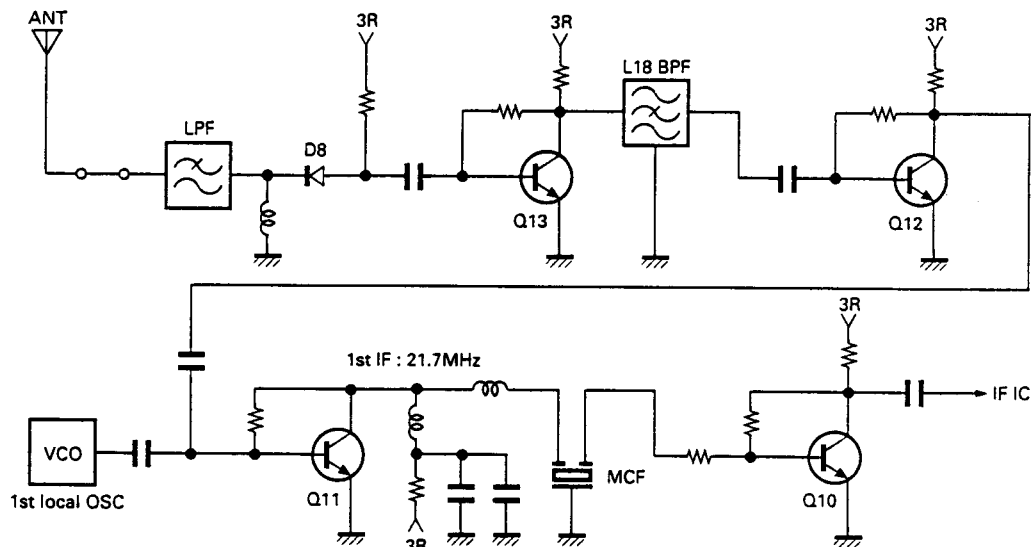 ANT
3R
3R
3R
L18 BPF
LPF
D8
Q13
Q12
3R
1st IF : 21.7MHz
IF IC
VCO
MCF
Q11
Q10
1st local OSC
3R